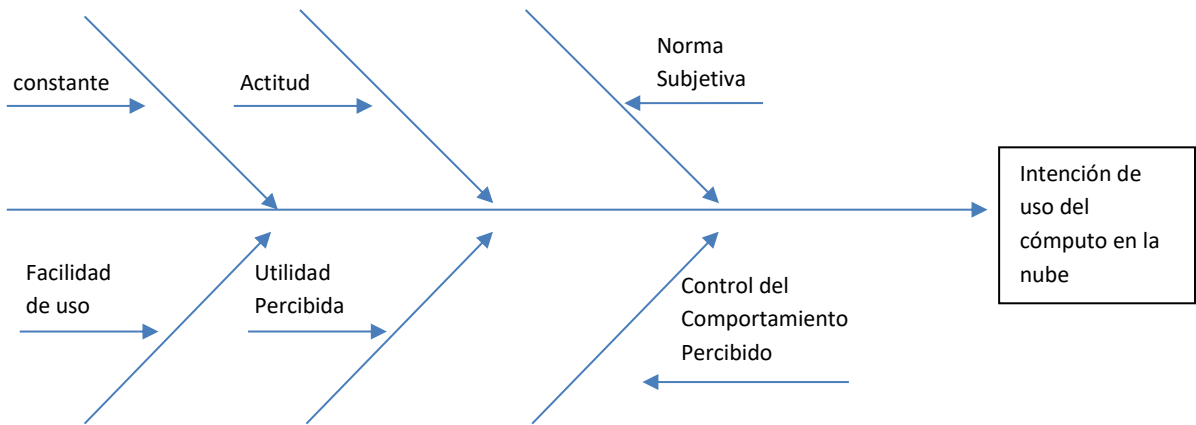 constante
Actitud
Norma
Subjetiva
Intención de
uso del
cómputo en la
nube
Facilidad
de uso
Utilidad
Percibida
Control del
Comportamiento
Percibido